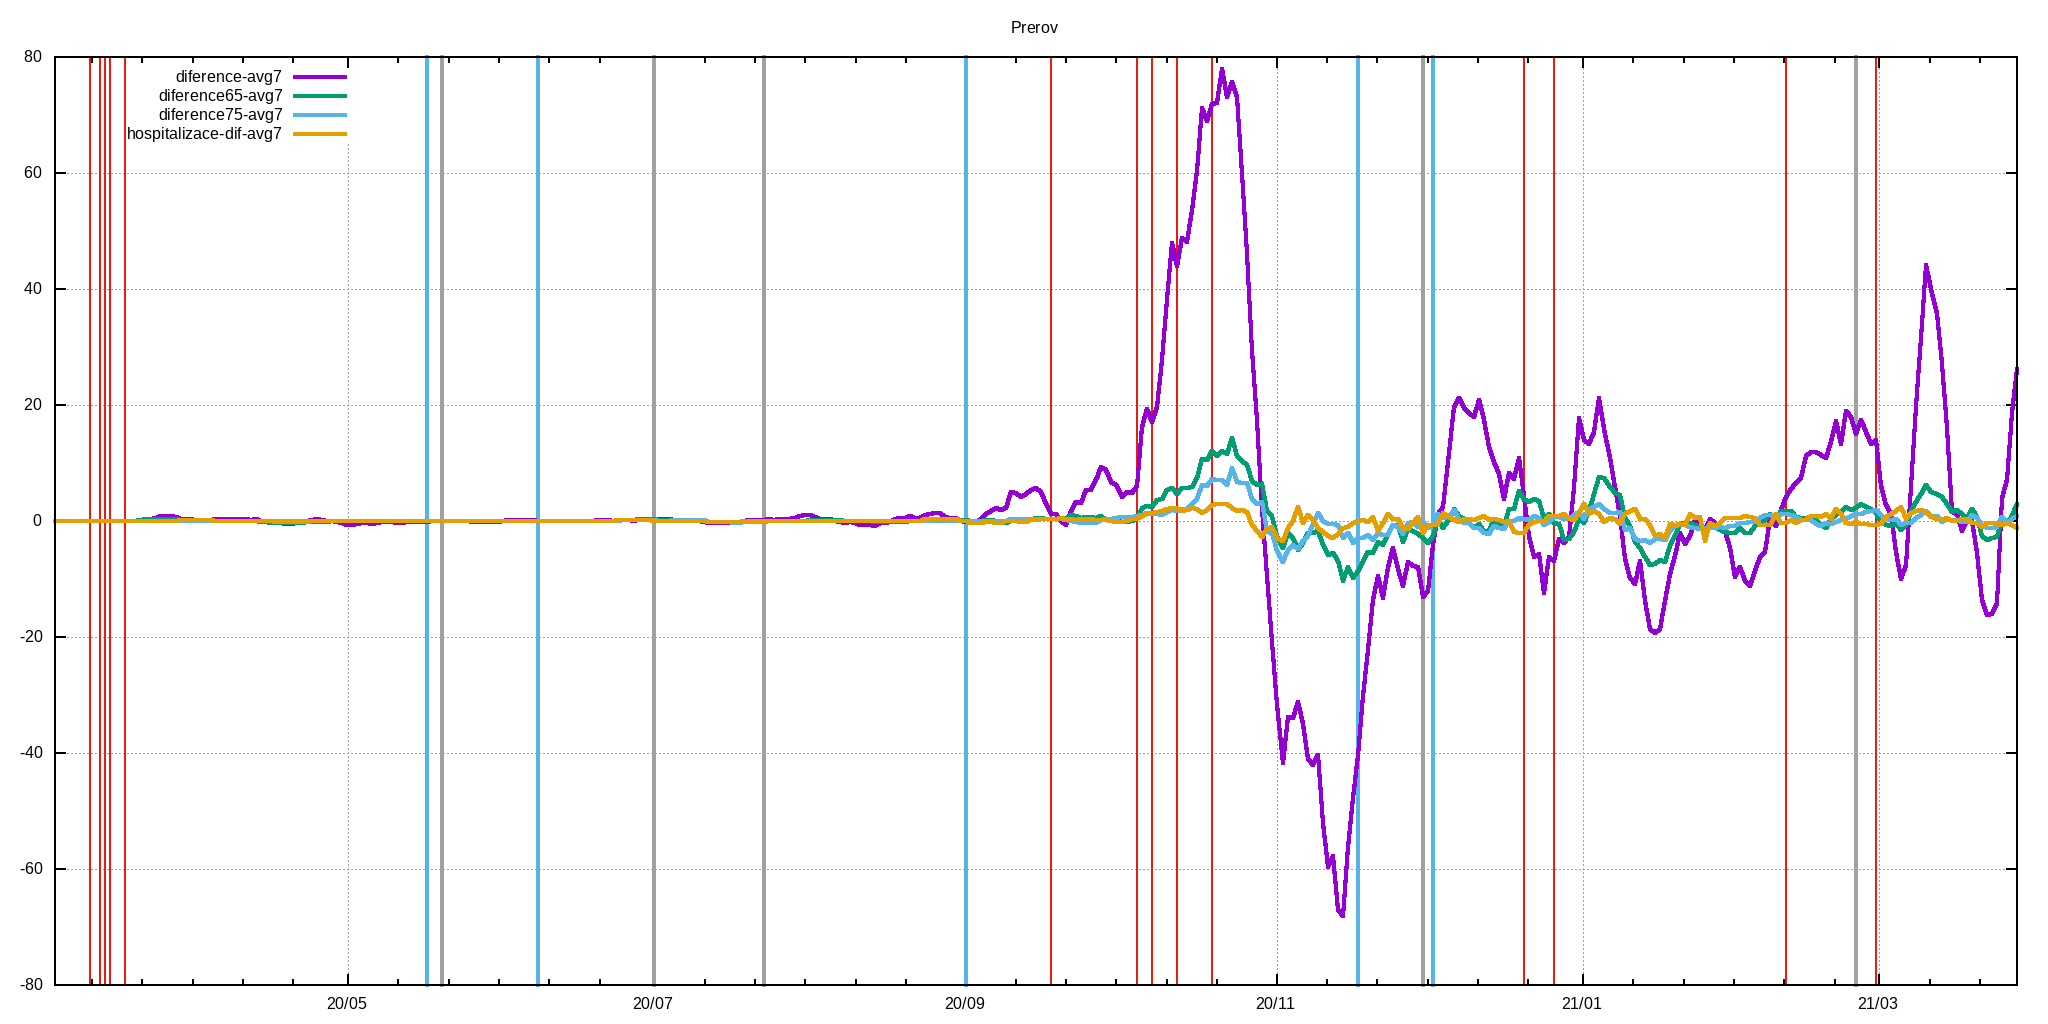 Prerov
diference-avg7
diference65-avg7
diference75-avg7
hospitalizace-dif-avg7
80
60
40
20
0
-20
-40
-60
-80
20/05 20/07 20/09 20/11 21/01 21/03